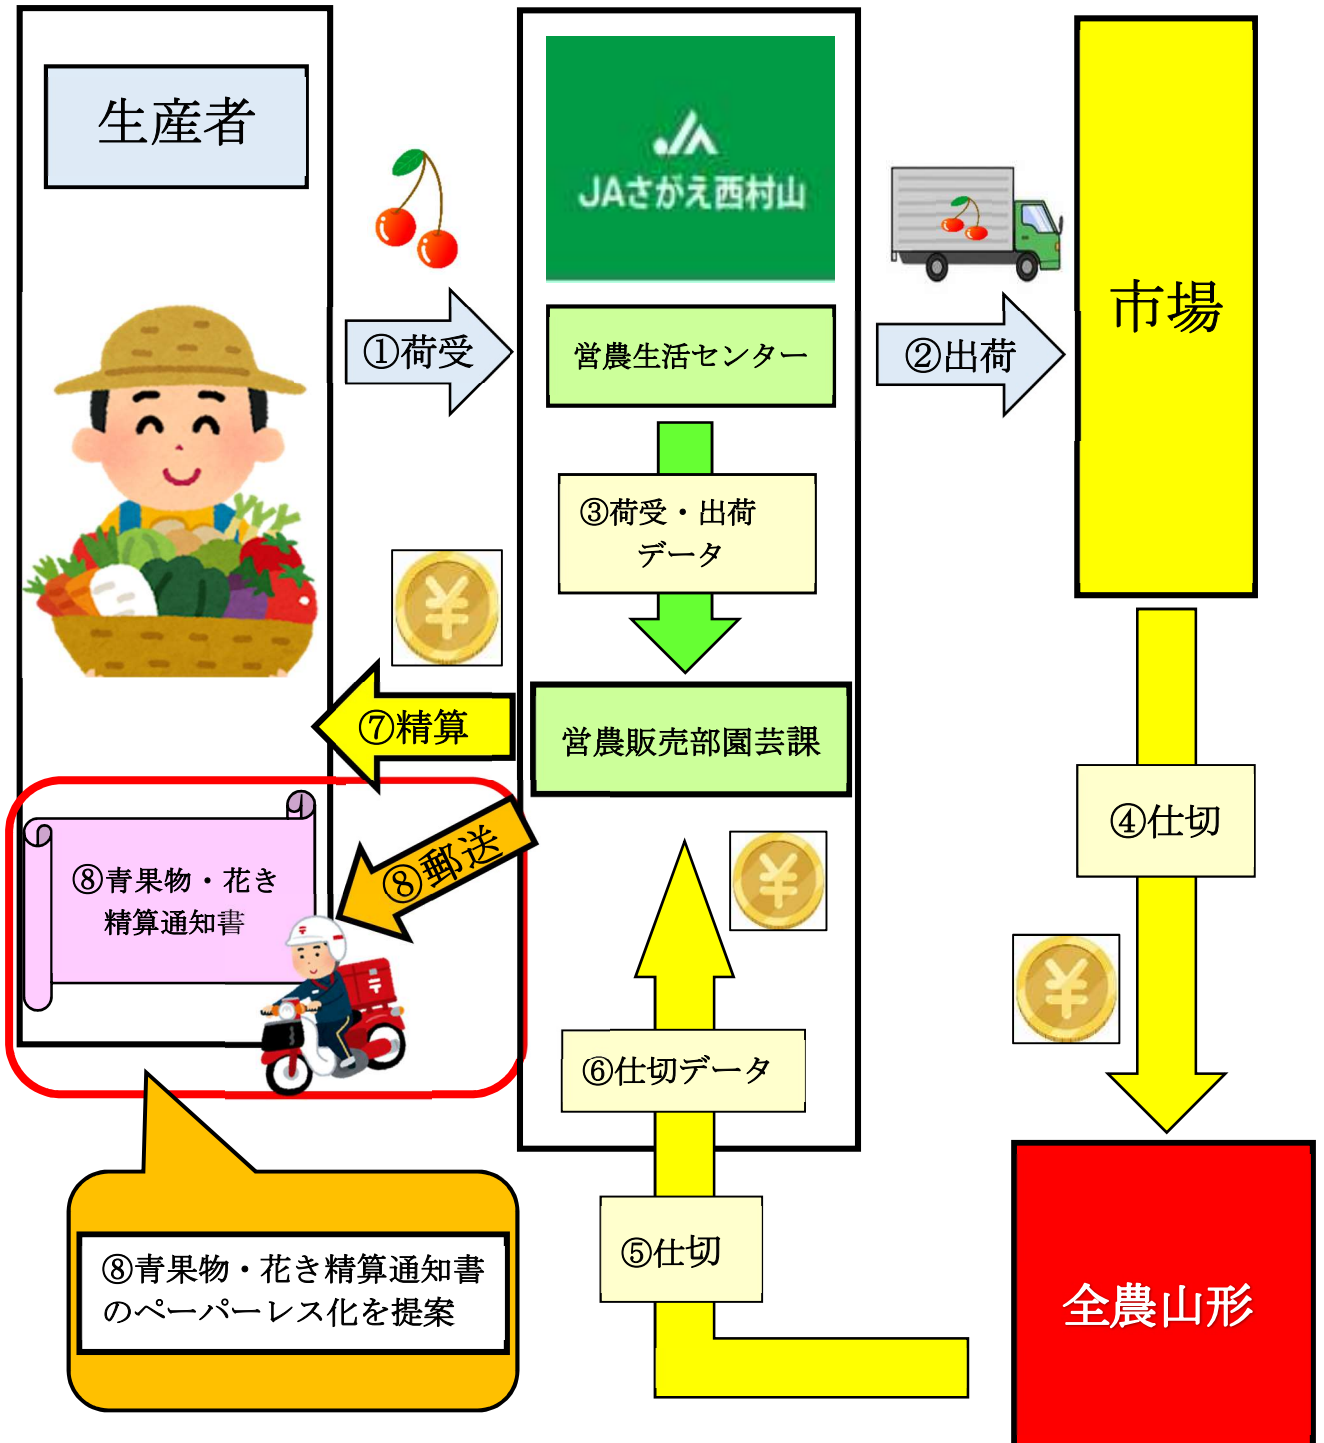 生産者
JAさがえ西村山
①荷受
営農生活センター
②出荷
市場
③荷受・出荷
データ
⑦精算
営農販売部園芸課
④仕切
⑧郵送
⑧青果物・花き
精算通知書
⑥仕切データ
⑤仕切
⑧青果物・花き精算通知書
のペーパーレス化を提案
全農山形